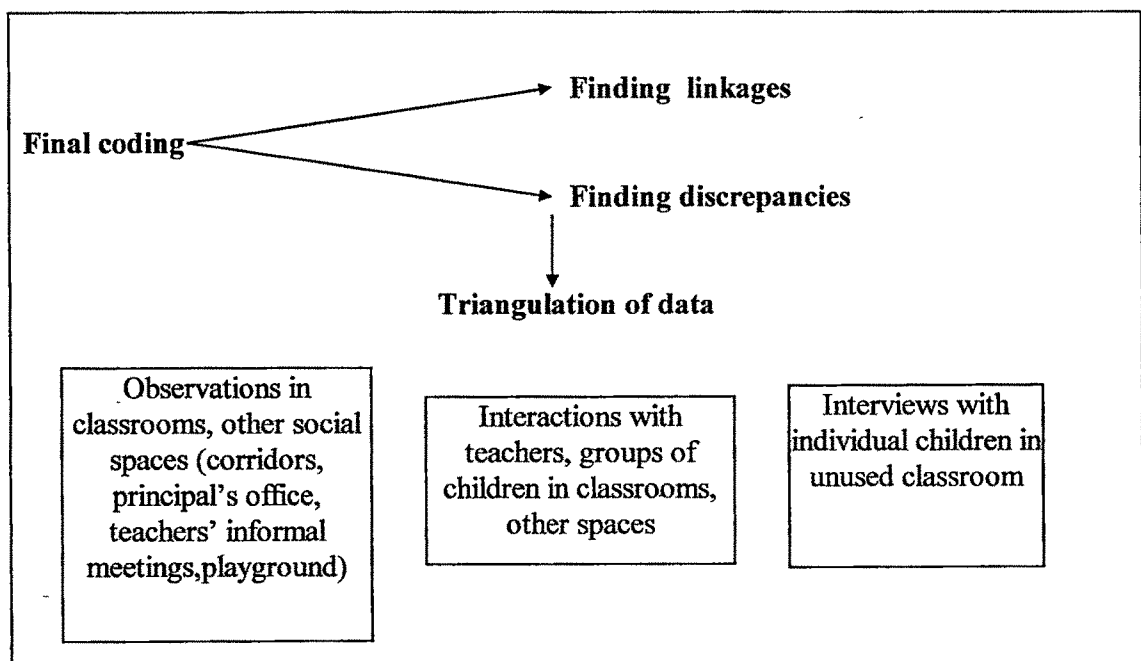 Finding linkages
Final coding
Finding discrepancies
Triangulation of data
Observations in
classrooms, other social
spaces (corridors,
principal's office,
teachers' informal
meetings,playground)
Interactions with
teachers, groups of
children in classrooms,
other spaces
Interviews with
individual children in
unused classroom